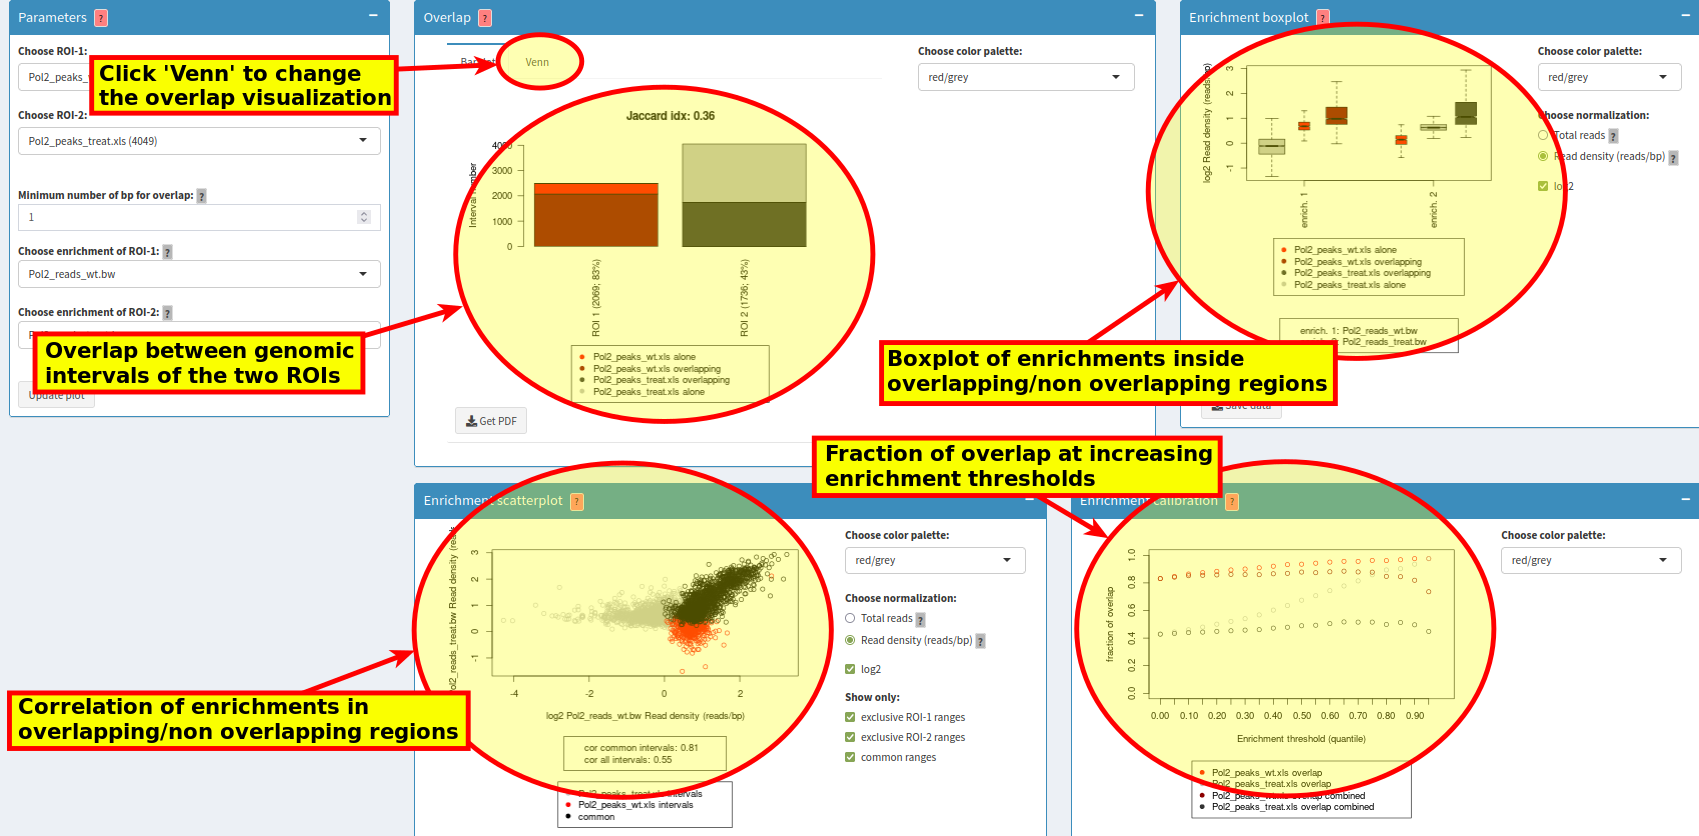 Parameters ?
Choose ROI-1:
Pol2_peaks_
Click 'Venn' to change
the overlap visualization
Choose ROI-2:
Pol2_peaks_treat.xls (4049)
Minimum number of bp for overlap: ?
1
Choose enrichment of ROI-1: ?
Pol2_reads_wt.bw
Choose enrichment of ROI-2: ?
Overlap between genomic
intervals of the two ROIs
Update plot
Overlap ?
Venn
Choose color palette:
red/grey
Jaccard idx: 0.36
4000
3000
2000
1000
0
ROI 1 (2069; 83%)
ROI 2 (1736; 43%)
Pol2_peaks_wt.xls alone
Pol2_peaks_wt.xls overlapping
Pol2_peaks_treat.xls overlapping
Pol2_peaks_treat.xls alone
Get PDF
Enrichment boxplot ?
Choose color palette:
red/grey
Choose normalization:
Total reads ?
Read density (reads/bp) ?
log2
log2 Read density (reads/bp)
3
2
1
0
-1
enrich. 1
enrich. 2
Pol2_peaks_wt.xls alone
Pol2_peaks_wt.xls overlapping
Pol2_peaks_treat.xls overlapping
Pol2_peaks_treat.xls alone
enrich. 1: Pol2_reads_wt.bw
Pol2_reads_treat.bw
Boxplot of enrichments inside
overlapping/non overlapping regions
Save data
Fraction of overlap at increasing
enrichment thresholds
Enrichment scatterplot ?
Choose color palette:
red/grey
Choose normalization:
Total reads ?
Read density (reads/bp) ?
log2
Show only:
exclusive ROI-1 ranges
exclusive ROI-2 ranges
common ranges
3
2
1
0
-1
-4 -2 0 2
log2 Pol2_reads_wt.bw Read density (reads/bp)
cor common intervals: 0.81
cor all intervals: 0.55
Pol2_peaks_treat.xls intervals
Pol2_peaks_wt.xls intervals
common
Correlation of enrichments in
overlapping/non overlapping regions
Enrichment calibration ?
Choose color palette:
red/grey
fraction of overlap
1.0
0.8
0.6
0.4
0.2
0.0
0.00 0.10 0.20 0.30 0.40 0.50 0.60 0.70 0.80 0.90
Enrichment threshold (quantile)
Pol2_peaks_wt.xls overlap
Pol2_peaks_treat.xls overlap
Pol2_peaks_wt.xls overlap combined
Pol2_peaks_treat.xls overlap combined